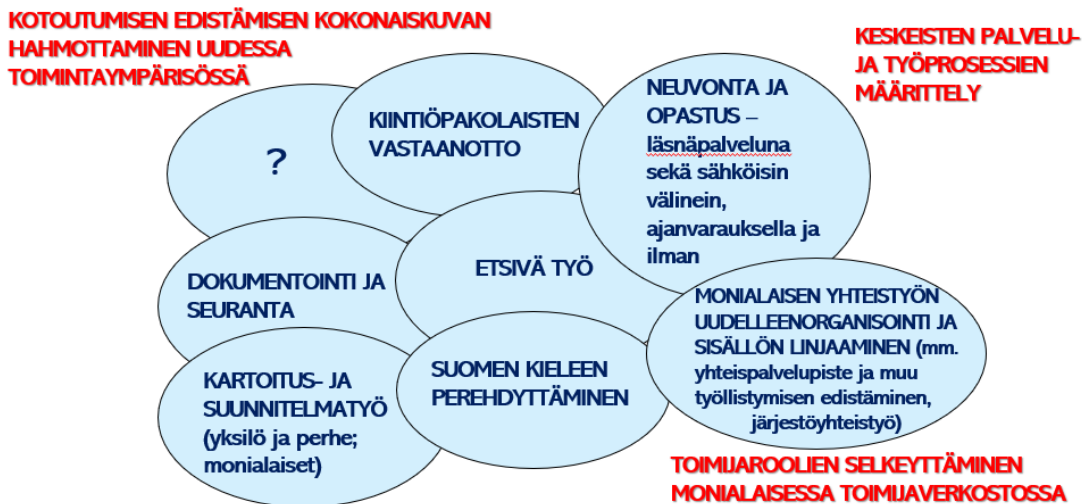 KOTOUTUMISEN EDISTÄMISEN KOKONAISKUVAN
HAHMOTTAMINEN UUDESSA
TOIMINTAYMPÄRISÖSSÄ
KESKEISTEN PALVELU-
JA TYÖPROSESSIEN
MÄÄRITTELY
?
KIINTIÖPAKOLAISTEN
VASTAANOTTO
NEUVONTA JA
OPASTUS –
läsnäpalveluna
sekä sähköisin
välinein,
ajanvarauksella ja
ilman
DOKUMENTOINTI JA
SEURANTA
ETSIVÄ TYÖ
MONIALAISEN YHTEISTYÖN
UUDELLEENORGANISOINTI JA
SISÄLLÖN LINJAAMINEN (mm.
yhteispalvelupiste ja muu
työllistymisen edistäminen,
järjestöyhteistyö)
KARTOITUS- JA
SUUNNITELMATYÖ
(yksilö ja perhe;
monialaiset)
SUOMEN KIELEEN
PEREHDYTTÄMINEN
TOIMIJAROOLIEN SELKEYTTÄMINEN
MONIALAISESSA TOIMIJAVERKOSTOSSA